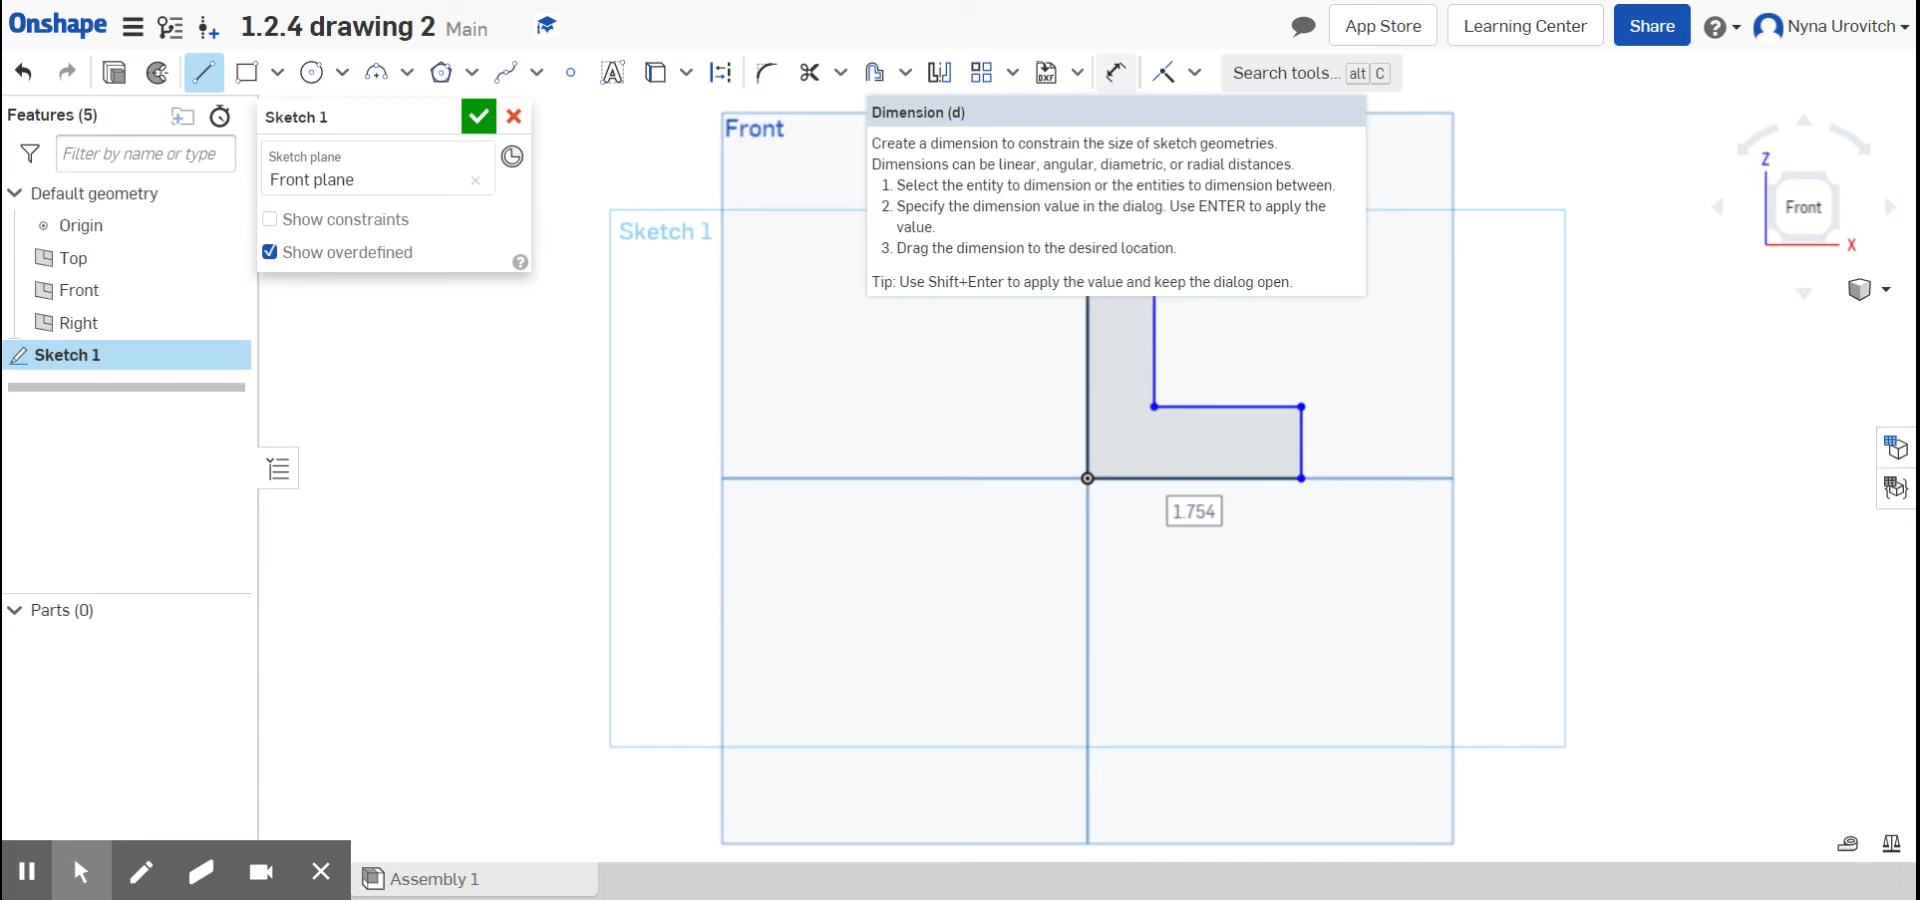 Onshape
1.2.4 drawing 2 Main
App Store
Learning Center
Share
?
Nyna Urovitch
Search tools... alt C
Features (5)
Filter by name or type
Default geometry
Origin
Top
Front
Right
Sketch 1
Parts (0)
Sketch 1
Sketch plane
Front plane
Show constraints
Show overdefined
?
Front
Sketch 1
Dimension (d)
Create a dimension to constrain the size of sketch geometries.
Dimensions can be linear, angular, diametric, or radial distances.
1. Select the entity to dimension or the entities to dimension between.
2. Specify the dimension value in the dialog. Use ENTER to apply the
value.
3. Drag the dimension to the desired location.
Tip: Use Shift+Enter to apply the value and keep the dialog open.
1.754
Z
Front
X
Assembly 1